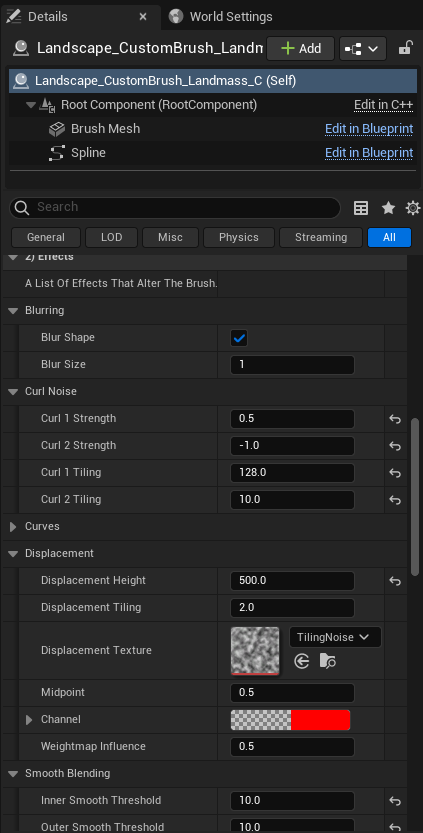 Details
World Settings
Landscape_CustomBrush_Landm
Add
Landscape_CustomBrush_Landmass_C (Self)
Root Component (RootComponent) Edit in C++
Brush Mesh Edit in Blueprint
Spline Edit in Blueprint
Search
General LOD Misc Physics Streaming All
2) Effects
A List Of Effects That Alter The Brush.
Blurring
Blur Shape
Blur Size 1
Curl Noise
Curl 1 Strength 0.5
Curl 2 Strength -1.0
Curl 1 Tiling 128.0
Curl 2 Tiling 10.0
Curves
Displacement
Displacement Height 500.0
Displacement Tiling 2.0
Displacement Texture TilingNoise
Midpoint 0.5
Channel
Weightmap Influence 0.5
Smooth Blending
Inner Smooth Threshold 10.0
Outer Smooth Threshold 10.0